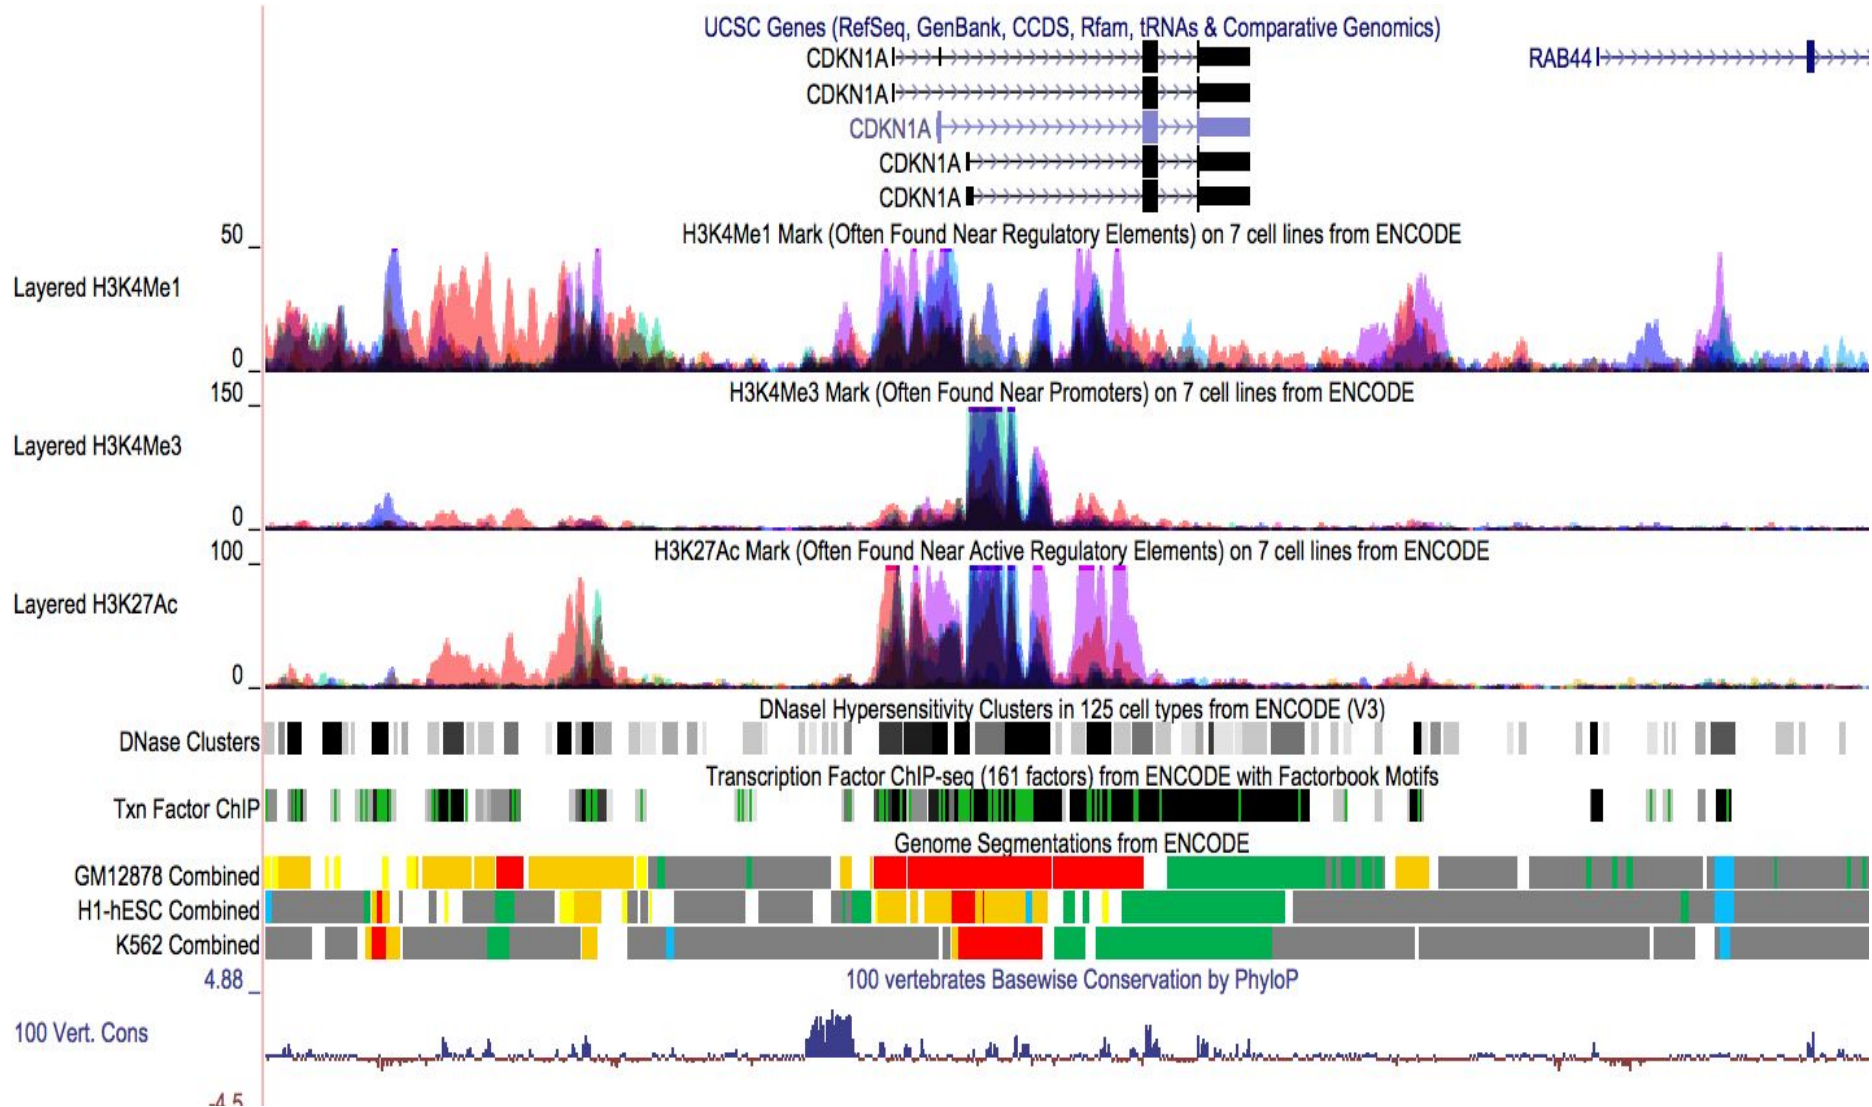 UCSC Genes (RefSeq, GenBank, CCDS, Rfam, tRNAs & Comparative Genomics)
CDKN1A
RAB44
CDKN1A
CDKN1A
CDKN1A
CDKN1A
H3K4Me1 Mark (Often Found Near Regulatory Elements) on 7 cell lines from ENCODE
50
Layered H3K4Me1
0
H3K4Me3 Mark (Often Found Near Promoters) on 7 cell lines from ENCODE
150
Layered H3K4Me3
0
H3K27Ac Mark (Often Found Near Active Regulatory Elements) on 7 cell lines from ENCODE
100
Layered H3K27Ac
0
DNaseI Hypersensitivity Clusters in 125 cell types from ENCODE (V3)
DNase Clusters
Transcription Factor ChIP-seq (161 factors) from ENCODE with Factorbook Motifs
Txn Factor ChIP
Genome Segmentations from ENCODE
GM12878 Combined
H1-hESC Combined
K562 Combined
100 vertebrates Basewise Conservation by PhyloP
4.88
100 Vert. Cons
-4.5